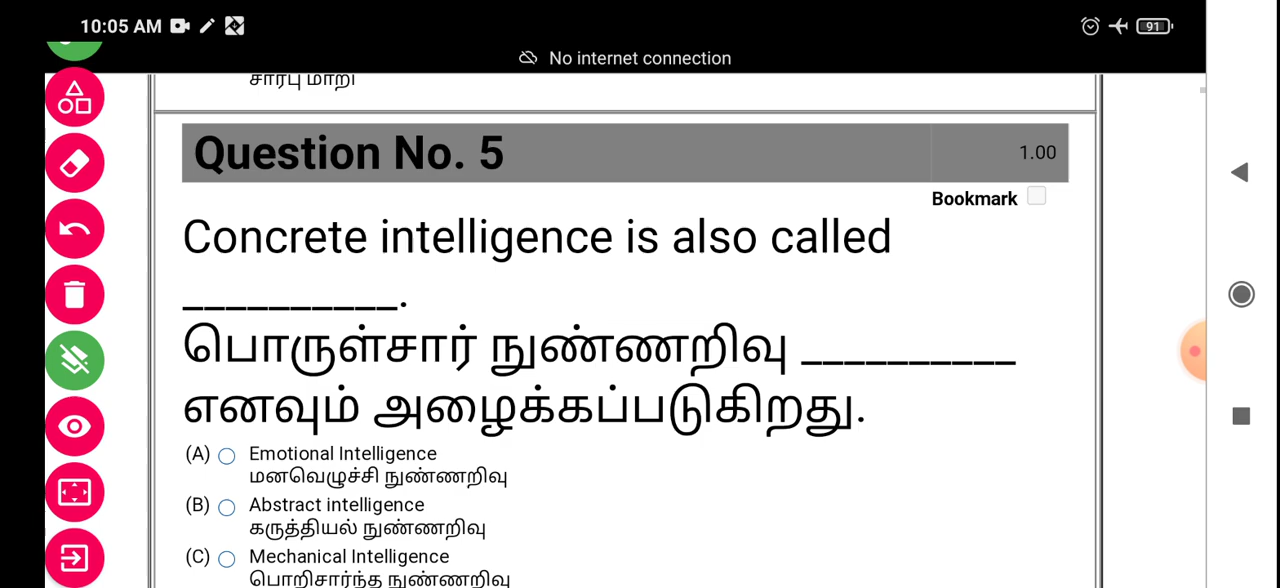 10:05 AM
91
No internet connection
சார்பு மாறி
Question No. 5
1.00
Bookmark
Concrete intelligence is also called
__________.
பொருள்சார் நுண்ணறிவு __________
எனவும் அழைக்கப்படுகிறது.
(A) Emotional Intelligence
மனவெழுச்சி நுண்ணறிவு
(B) Abstract intelligence
கருத்தியல் நுண்ணறிவு
(C) Mechanical Intelligence
பொறிசார்ந்த நுண்ணறிவு